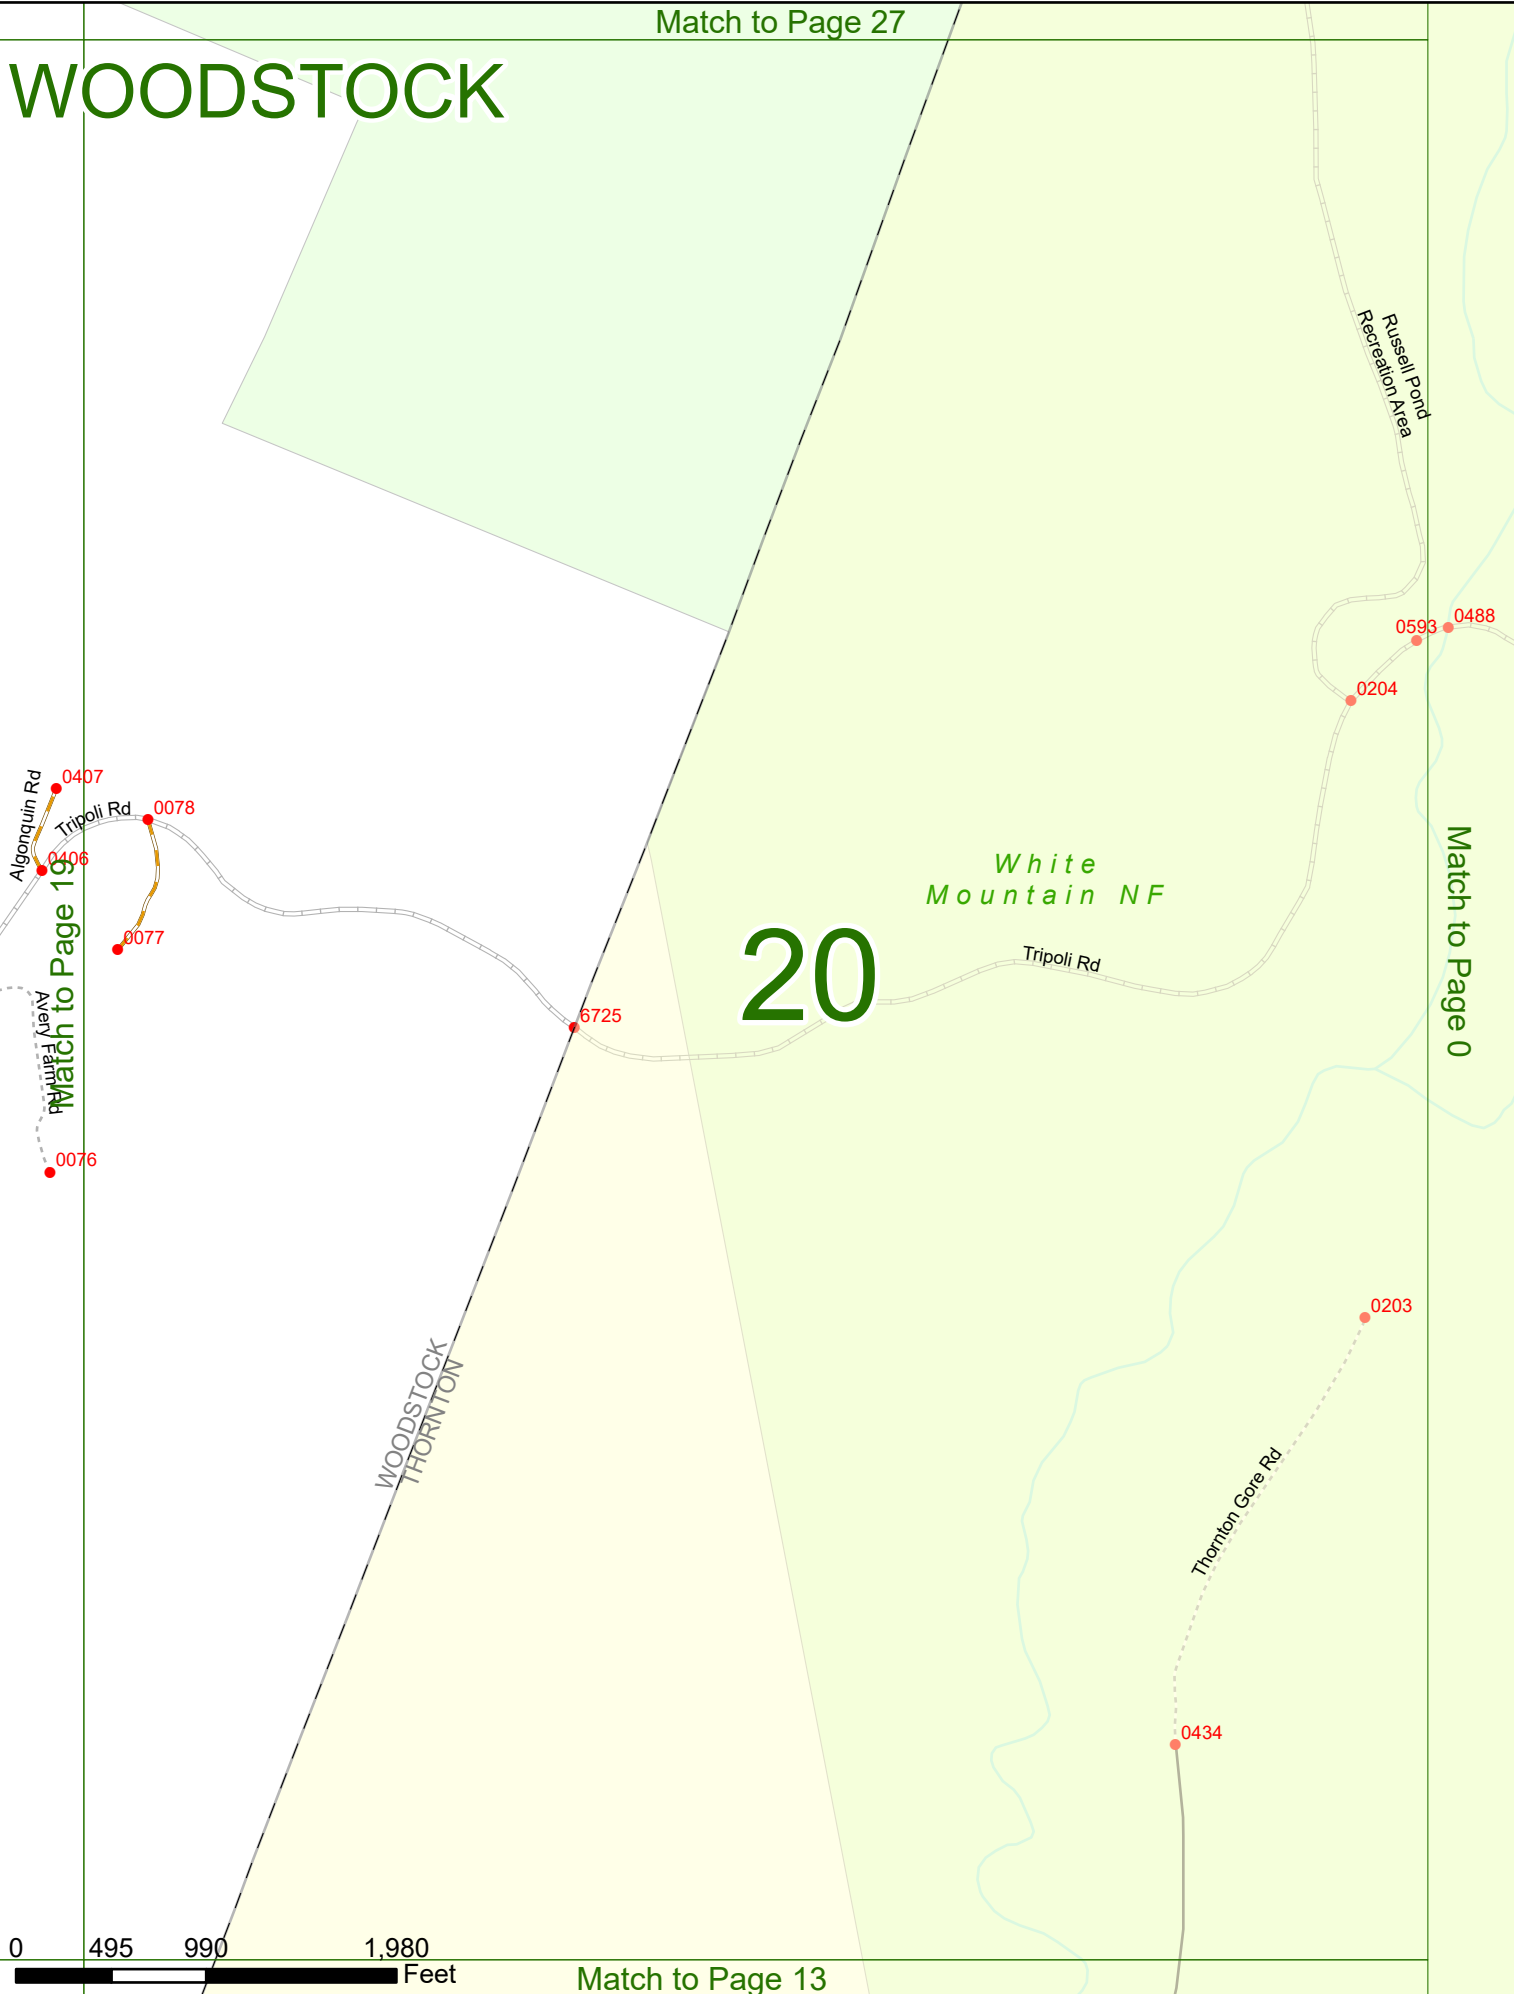 Match to Page 27
WOODSTOCK
Russell Pond
Recreation Area
0593
0488
0204
0407
Algonquin Rd
Tripoli Rd
0078
0406
Match to Page 19
0077
White
Mountain NF
Match to Page 0
20
Tripoli Rd
Avery Farm Rd
6725
0076
0203
WOODSTOCK
THORNTON
Thornton Gore Rd
0434
0 495 990 1,980
Feet
Match to Page 13